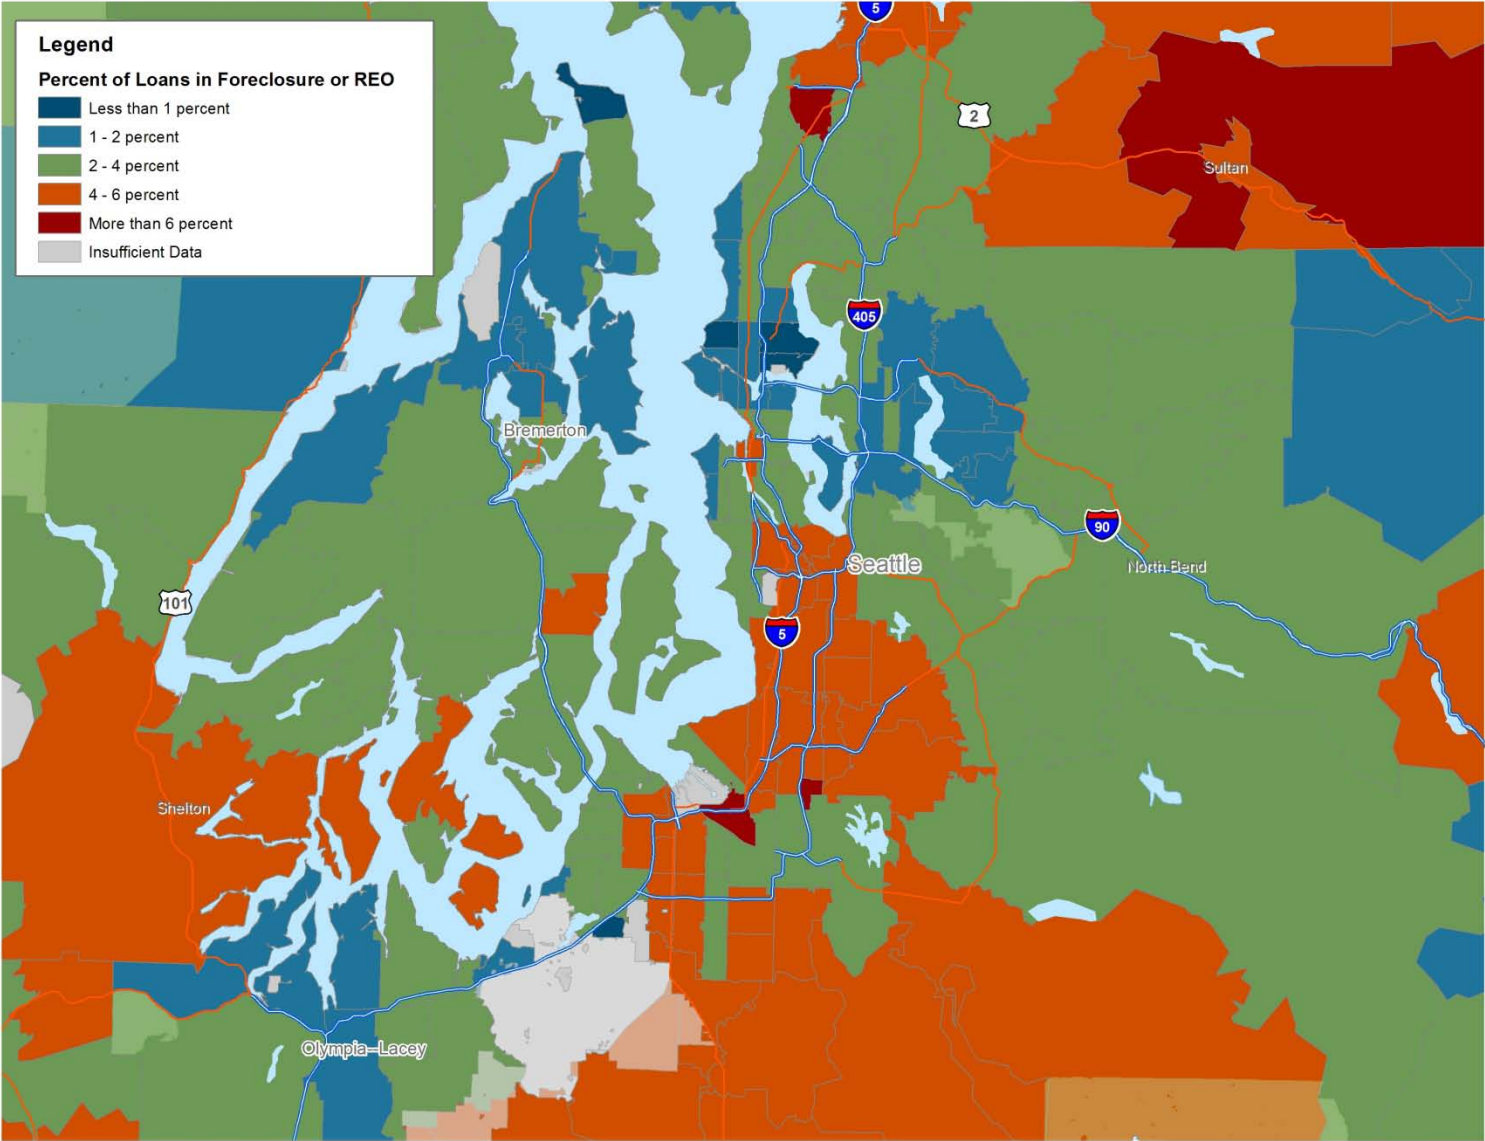 Legend
Percent of Loans in Foreclosure or REO
Less than 1 percent
1 - 2 percent
2 - 4 percent
4 - 6 percent
More than 6 percent
Insufficient Data
5
2
Sultan
405
Bremerton
90
Seattle
North Bend
101
5
Shelton
Olympia--Lacey